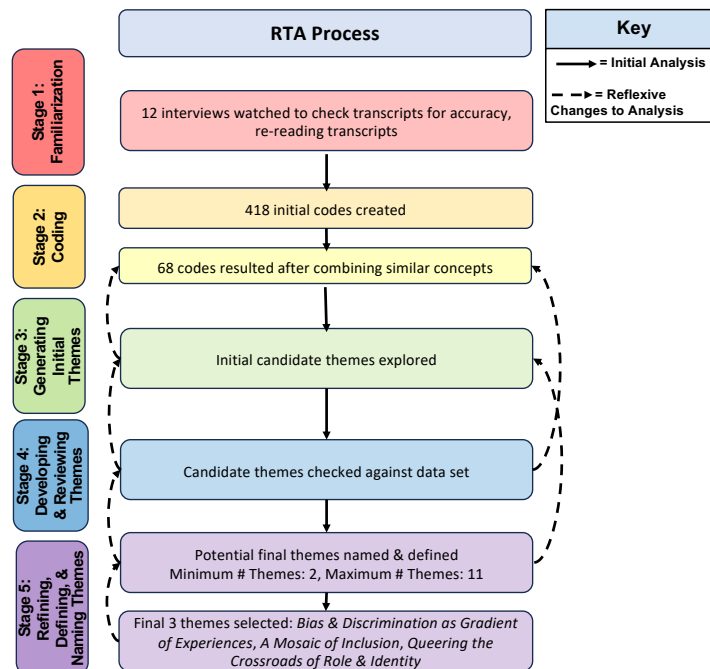 RTA Process
Key
= Initial Analysis
= Reflexive
Changes to Analysis
Stage 1:
Familiarization
12 interviews watched to check transcripts for accuracy,
re-reading transcripts
Stage 2:
Coding
418 initial codes created
68 codes resulted after combining similar concepts
Stage 3:
Generating
Initial
Themes
Initial candidate themes explored
Stage 4:
Developing
& Reviewing
Themes
Candidate themes checked against data set
Stage 5:
Refining,
Defining, &
Naming Themes
Potential final themes named & defined
Minimum # Themes: 2, Maximum # Themes: 11
Final 3 themes selected: Bias & Discrimination as Gradient
of Experiences, A Mosaic of Inclusion, Queering the
Crossroads of Role & Identity